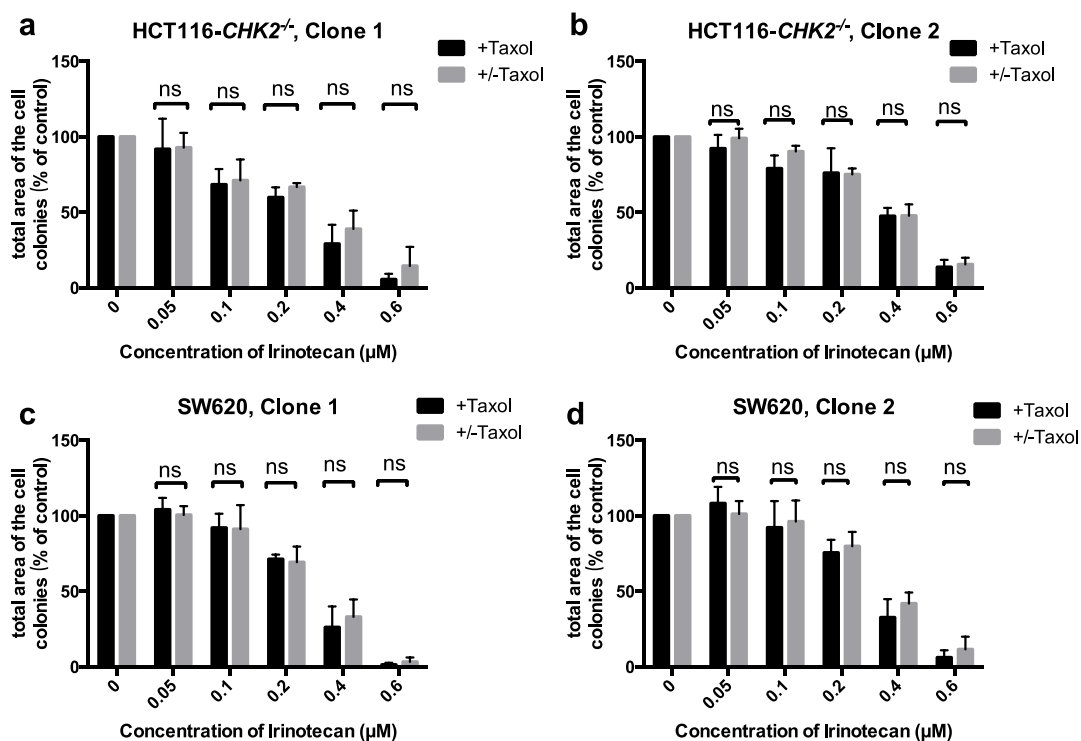 a
HCT116-CHK2-/-, Clone 1
+Taxol
+/-Taxol
total area of the cell
colonies (% of control)
150
100
50
0
ns ns ns ns ns
0 0.05 0.1 0.2 0.4 0.6
Concentration of Irinotecan (µM)
b
HCT116-CHK2-/-, Clone 2
+Taxol
+/-Taxol
total area of the cell
colonies (% of control)
150
100
50
0
ns ns ns ns ns
0 0.05 0.1 0.2 0.4 0.6
Concentration of Irinotecan (µM)
c
SW620, Clone 1
+Taxol
+/-Taxol
total area of the cell
colonies (% of control)
150
100
50
0
ns ns ns ns ns
0 0.05 0.1 0.2 0.4 0.6
Concentration of Irinotecan (µM)
d
SW620, Clone 2
+Taxol
+/-Taxol
total area of the cell
colonies (% of control)
150
100
50
0
ns ns ns ns ns
0 0.05 0.1 0.2 0.4 0.6
Concentration of Irinotecan (µM)